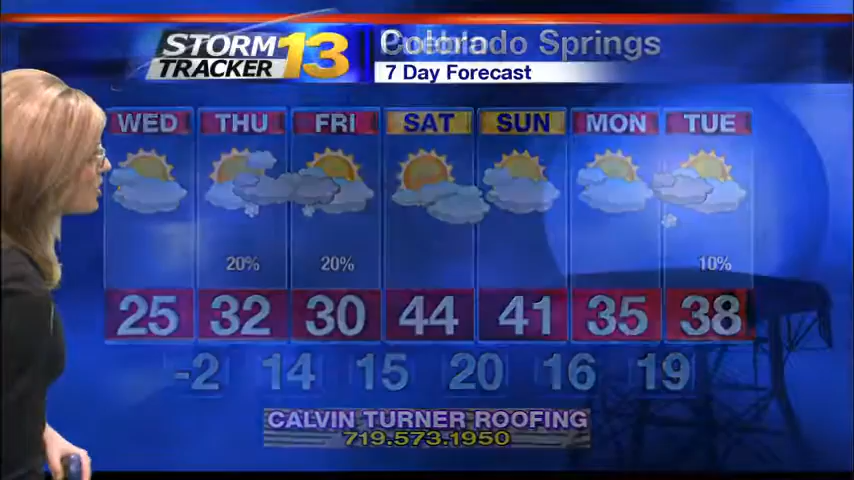 STORM
TRACKER 13
Colorado Springs
7 Day Forecast
WED THU FRI SAT SUN MON TUE
20% 20% 10%
25 32 30 44 41 35 38
-2 14 15 20 16 19
CALVIN TURNER ROOFING
719.573.1950